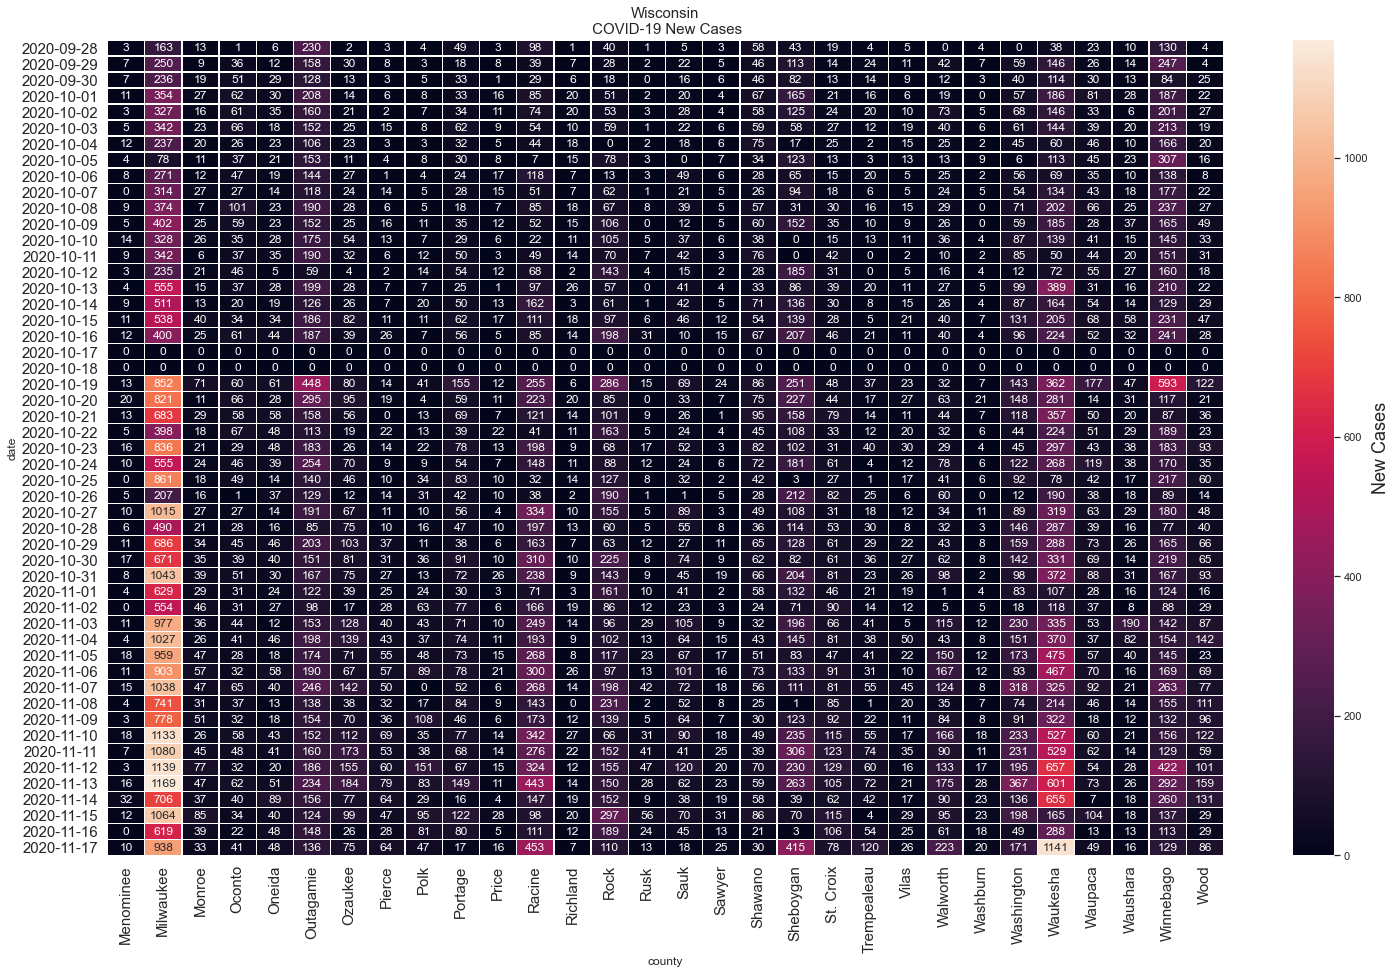 Wisconsin
COVID-19 New Cases
2020-09-28 3 163 13 1 6 230 2 3 4 49 3 98 1 40 1 5 3 58 43 19 4 5 0 4 0 38 23 10 130 4
2020-09-29 7 250 9 36 12 158 30 8 3 18 8 39 7 28 2 22 5 46 113 14 24 11 42 7 59 146 26 14 247 4
2020-09-30 7 236 19 51 29 128 13 3 5 33 1 29 6 18 0 16 6 46 82 13 14 9 12 3 40 114 30 13 84 25
2020-10-01 11 354 27 62 30 208 14 6 8 33 16 85 20 51 2 20 4 67 165 21 16 6 19 0 57 186 81 28 187 22
2020-10-02 13 327 16 61 35 160 21 2 7 34 11 74 20 53 3 28 4 58 125 24 20 10 73 5 68 146 33 6 201 27
2020-10-03 5 342 23 66 18 152 25 15 8 62 9 54 10 59 1 22 6 59 58 27 12 19 40 6 61 144 39 20 213 19
2020-10-04 12 237 20 26 23 106 23 3 3 32 5 44 18 0 2 18 6 75 17 25 2 15 25 2 45 60 46 10 166 20
2020-10-05 4 78 11 37 21 153 11 4 8 30 8 7 15 78 3 0 7 34 123 13 3 13 13 9 6 113 45 23 307 16
2020-10-06 8 271 12 47 19 144 27 1 4 24 17 118 7 13 3 49 6 28 65 15 20 5 25 2 56 69 35 10 138 8
2020-10-07 0 314 27 27 14 118 24 14 5 28 15 51 7 62 1 21 5 26 94 18 6 5 24 5 54 134 43 18 177 22
2020-10-08 9 374 7 101 23 190 28 6 5 18 7 85 18 67 8 39 5 57 31 30 16 15 29 0 71 202 66 25 237 27
2020-10-09 5 402 25 59 23 152 25 16 11 35 12 52 15 106 0 12 5 60 152 35 10 9 26 0 59 185 28 37 165 49
2020-10-10 14 328 26 35 28 175 54 13 7 29 6 22 11 105 5 37 6 38 0 15 13 11 36 4 87 139 41 15 145 33
2020-10-11 9 342 6 37 35 190 32 6 12 50 3 49 14 70 7 42 3 76 0 42 0 2 10 2 85 50 44 20 151 31
2020-10-12 3 235 21 46 5 59 4 2 14 54 12 68 2 143 4 15 2 28 185 31 0 5 16 4 12 72 55 27 160 18
2020-10-13 4 555 15 37 28 199 28 7 7 25 1 97 26 57 0 41 4 33 86 39 20 11 27 5 99 389 31 16 210 22
2020-10-14 9 511 13 20 19 126 26 7 20 50 13 162 3 61 1 42 5 71 136 30 8 15 26 4 87 164 54 14 129 29
2020-10-15 11 538 40 34 34 186 82 11 11 62 17 111 18 97 6 46 12 54 139 28 5 21 40 7 131 205 68 58 231 47
2020-10-16 12 400 25 61 44 187 39 26 7 56 5 85 14 198 31 10 15 67 207 46 21 11 40 4 96 224 52 32 241 28
2020-10-17 0 0 0 0 0 0 0 0 0 0 0 0 0 0 0 0 0 0 0 0 0 0 0 0 0 0 0 0 0 0
2020-10-18 0 0 0 0 0 0 0 0 0 0 0 0 0 0 0 0 0 0 0 0 0 0 0 0 0 0 0 0 0 0
2020-10-19 13 852 71 60 61 448 80 14 41 155 12 255 6 286 15 69 24 86 251 48 37 23 32 7 143 362 177 47 593 122
2020-10-20 20 821 11 66 28 295 95 19 4 59 11 223 20 85 0 33 7 75 227 44 17 27 63 21 148 281 14 31 117 21
2020-10-21 13 683 29 58 58 158 56 0 13 69 7 121 14 101 9 26 1 95 158 79 14 11 44 7 118 357 50 20 87 36
2020-10-22 5 398 18 67 48 113 19 22 13 39 22 41 11 163 5 24 4 45 108 33 12 20 32 6 44 224 51 29 189 23
2020-10-23 16 836 21 29 48 183 26 14 22 78 13 198 9 68 17 52 3 82 102 31 40 30 29 4 45 297 43 38 183 93
2020-10-24 10 555 24 46 39 254 70 9 9 54 7 148 11 88 12 24 6 72 181 61 4 12 78 6 122 268 119 38 170 35
2020-10-25 0 861 18 49 14 140 46 10 34 83 10 32 14 127 8 32 2 42 3 27 1 17 41 6 92 78 42 17 217 60
2020-10-26 5 207 16 1 37 129 12 14 31 42 10 38 2 190 1 1 5 28 212 82 25 6 60 0 12 190 38 18 89 14
2020-10-27 10 1015 27 27 14 191 67 11 10 56 4 334 10 155 5 89 3 49 108 31 18 12 34 11 89 319 63 29 180 48
2020-10-28 6 490 21 28 16 85 75 10 16 47 10 197 13 60 5 55 8 36 114 53 30 8 32 3 146 287 39 16 77 40
2020-10-29 11 686 34 45 46 203 103 37 11 38 6 163 7 63 12 27 11 65 128 61 29 22 43 8 159 288 73 26 165 66
2020-10-30 17 671 35 39 40 151 81 31 36 91 10 310 10 225 8 74 9 62 82 61 36 27 62 8 142 331 69 14 219 65
2020-10-31 8 1043 39 51 30 167 75 27 13 72 26 238 9 143 9 45 19 66 204 81 23 26 98 2 98 372 88 31 167 93
2020-11-01 4 629 29 31 24 122 39 25 24 30 3 71 3 161 10 41 2 58 132 46 21 19 1 4 83 107 28 16 124 16
2020-11-02 0 554 46 31 27 98 17 28 63 77 6 166 19 86 12 23 3 24 71 90 14 12 5 5 18 118 37 8 88 29
2020-11-03 11 977 36 44 12 153 128 40 43 71 10 249 14 96 29 105 9 32 196 66 41 5 115 12 230 335 53 190 142 87
2020-11-04 4 1027 26 41 46 198 139 43 37 74 11 193 9 102 13 64 15 43 145 81 38 50 43 8 151 370 37 82 154 142
2020-11-05 18 959 47 28 18 174 71 55 48 73 15 268 8 117 23 67 17 51 83 47 41 22 150 12 173 475 57 40 145 23
2020-11-06 11 903 57 32 58 190 67 57 89 78 21 300 26 97 13 101 16 73 133 91 31 10 167 12 93 467 70 16 169 69
2020-11-07 15 1038 47 65 40 246 142 50 0 52 6 268 14 198 42 72 18 56 111 81 55 45 124 8 318 325 92 21 263 77
2020-11-08 4 741 31 37 13 138 38 32 17 84 9 143 0 231 2 52 8 25 1 85 1 20 35 7 74 214 46 14 155 111
2020-11-09 3 778 51 32 18 154 70 36 108 46 6 173 12 139 5 64 7 30 123 92 22 11 84 8 91 322 18 12 132 96
2020-11-10 18 1133 26 58 43 152 112 69 35 77 14 342 27 66 31 90 18 49 235 115 55 17 166 18 233 527 60 21 156 122
2020-11-11 7 1080 45 48 41 160 173 53 38 68 14 276 22 152 41 41 25 39 306 123 74 35 90 11 231 529 62 14 129 59
2020-11-12 3 1139 77 32 20 186 155 60 151 67 15 324 12 155 47 120 20 70 230 129 60 16 133 17 195 657 54 28 422 101
2020-11-13 16 1169 47 62 51 234 184 79 83 149 11 443 14 150 28 62 23 59 263 105 72 21 175 28 367 601 73 26 292 159
2020-11-14 32 706 37 40 89 156 77 64 29 16 4 147 19 152 9 38 19 58 39 62 42 17 90 23 136 655 7 18 260 131
2020-11-15 12 1064 85 34 40 124 99 47 95 122 28 98 20 297 56 70 31 86 70 115 4 29 95 23 198 165 104 18 137 29
2020-11-16 0 619 39 22 48 148 26 28 81 80 5 111 12 189 24 45 13 21 3 106 54 25 61 18 49 288 13 13 113 29
2020-11-17 10 938 33 41 48 136 75 64 47 17 16 453 7 110 13 18 25 30 415 78 120 26 223 20 171 1141 49 16 129 86
date
Menominee Milwaukee Monroe Oconto Oneida Outagamie Ozaukee Pierce Polk Portage Price Racine Richland Rock Rusk Sauk Sawyer Shawano Sheboygan St. Croix Trempealeau Vilas Walworth Washburn Washington Waukesha Waupaca Waushara Winnebago Wood
county
1000
800
600
400
200
0
New Cases